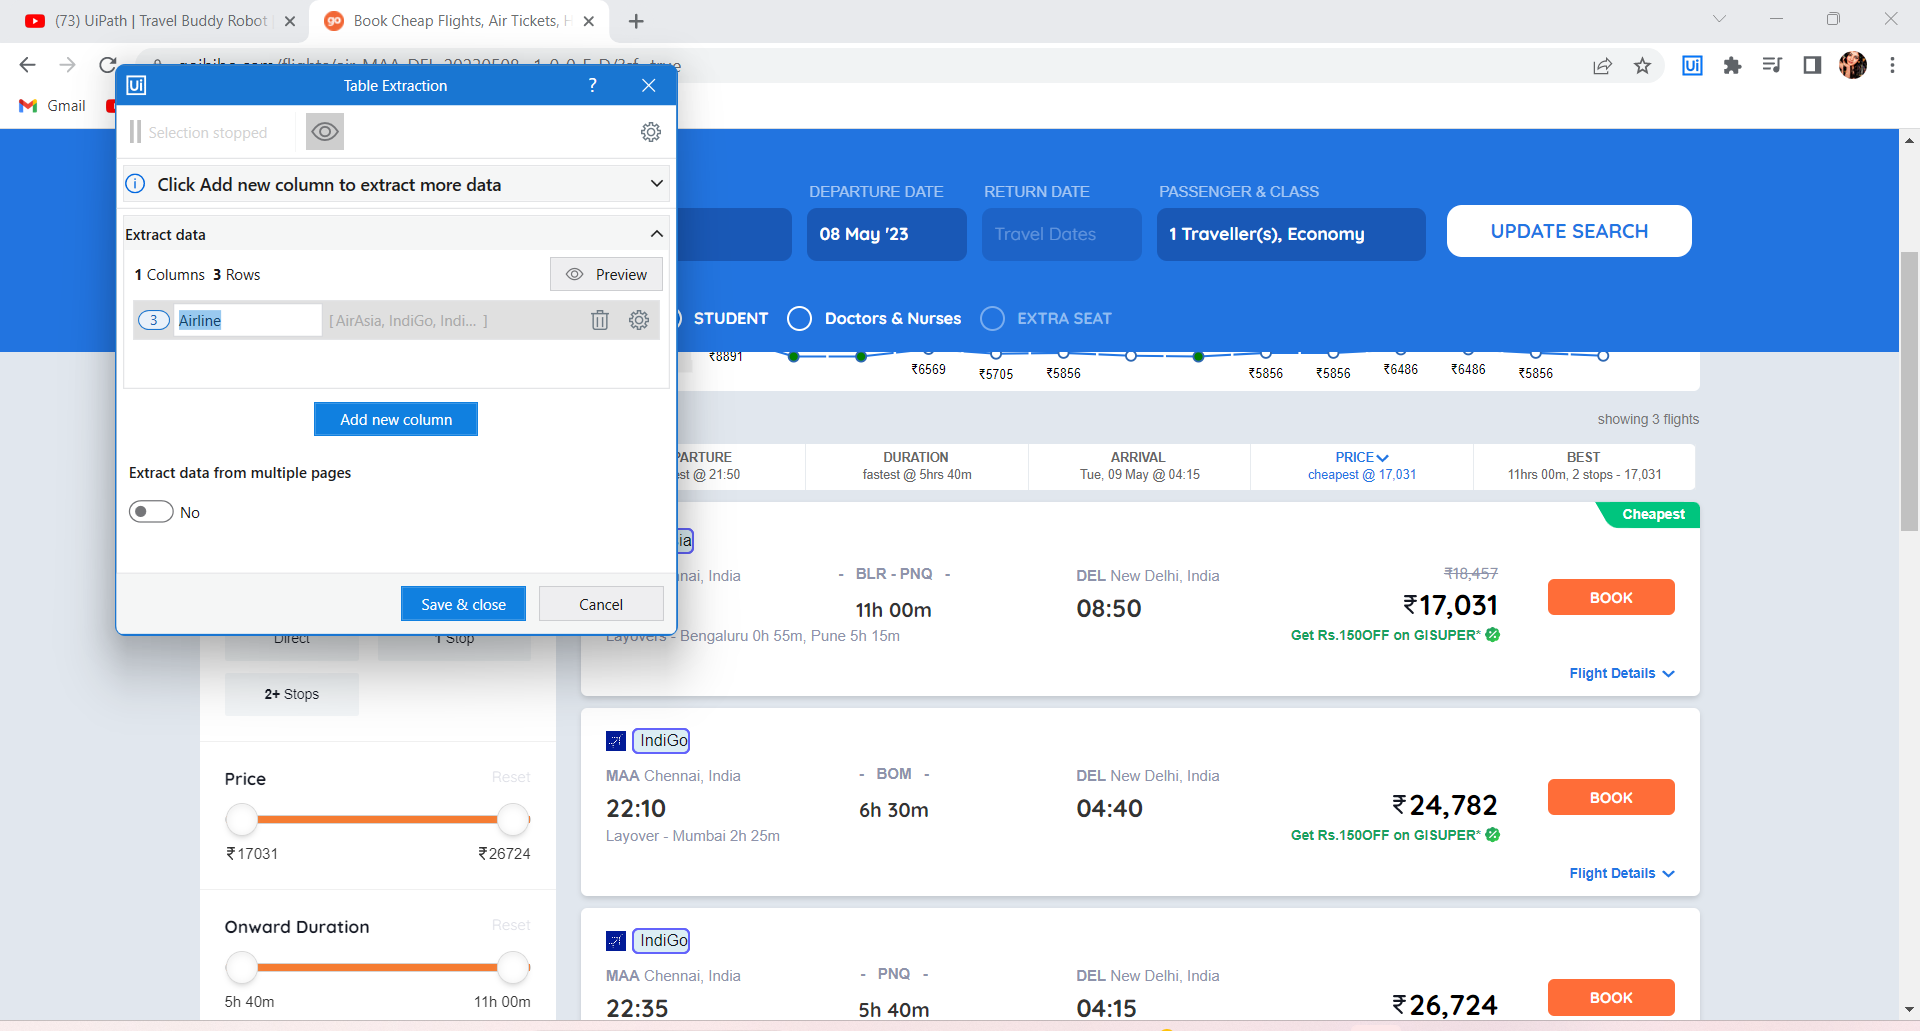 (73) UiPath | Travel Buddy Robot
go Book Cheap Flights, Air Tickets, H
Ui
Gmail
Ui Table Extraction ?
Selection stopped
Click Add new column to extract more data
Extract data
1 Columns 3 Rows
Preview
3 Airline [ AirAsia, IndiGo, Indi... ]
Add new column
Extract data from multiple pages
No
Save & close Cancel
DEPARTURE DATE RETURN DATE PASSENGER & CLASS
08 May '23 Travel Dates 1 Traveller(s), Economy UPDATE SEARCH
STUDENT Doctors & Nurses EXTRA SEAT
₹8891 ₹6569 ₹5705 ₹5856 ₹5856 ₹5856 ₹6486 ₹6486 ₹5856
showing 3 flights
PARTURE DURATION ARRIVAL PRICE BEST
est @ 21:50 fastest @ 5hrs 40m Tue, 09 May @ 04:15 cheapest @ 17,031 11hrs 00m, 2 stops - 17,031
Cheapest
ia
nai, India - BLR - PNQ - DEL New Delhi, India ₹18,457
11h 00m 08:50 ₹17,031 BOOK
Layovers - Bengaluru 0h 55m, Pune 5h 15m Get Rs.150OFF on GISUPER*
Flight Details
Direct 1 Stop
2+ Stops
IndiGo
MAA Chennai, India - BOM - DEL New Delhi, India
22:10 6h 30m 04:40 ₹24,782 BOOK
Layover - Mumbai 2h 25m Get Rs.150OFF on GISUPER*
Flight Details
Price Reset
₹17031 ₹26724
IndiGo
MAA Chennai, India - PNQ - DEL New Delhi, India
22:35 5h 40m 04:15 ₹26,724 BOOK
Onward Duration Reset
5h 40m 11h 00m